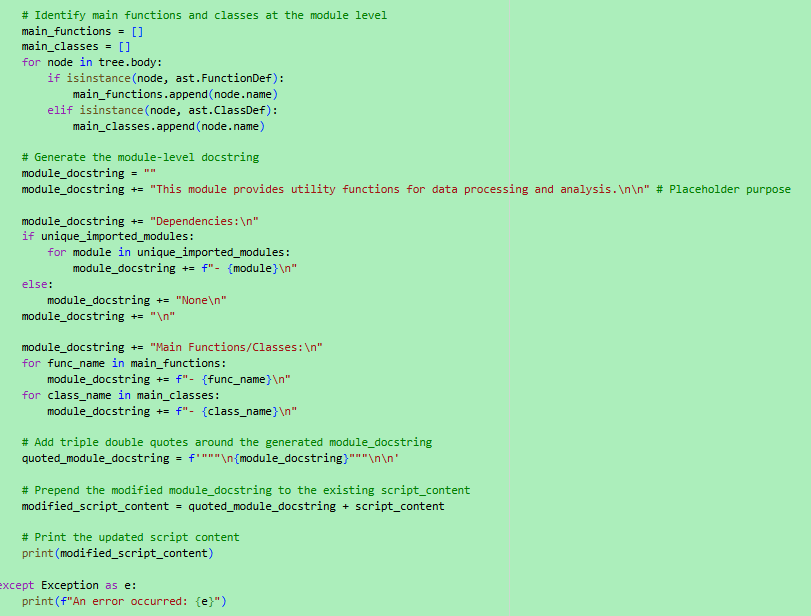 # Identify main functions and classes at the module level
    main_functions = []
    main_classes = []
    for node in tree.body:
        if isinstance(node, ast.FunctionDef):
            main_functions.append(node.name)
        elif isinstance(node, ast.ClassDef):
            main_classes.append(node.name)

    # Generate the module-level docstring
    module_docstring = ""
    module_docstring += "This module provides utility functions for data processing and analysis.\n\n" # Placeholder purpose

    module_docstring += "Dependencies:\n"
    if unique_imported_modules:
        for module in unique_imported_modules:
            module_docstring += f"- {module}\n"
    else:
        module_docstring += "None\n"
    module_docstring += "\n"

    module_docstring += "Main Functions/Classes:\n"
    for func_name in main_functions:
        module_docstring += f"- {func_name}\n"
    for class_name in main_classes:
        module_docstring += f"- {class_name}\n"

    # Add triple double quotes around the generated module_docstring
    quoted_module_docstring = f'"""\n{module_docstring}"""\n\n'

    # Prepend the modified module_docstring to the existing script_content
    modified_script_content = quoted_module_docstring + script_content

    # Print the updated script content
    print(modified_script_content)

except Exception as e:
    print(f"An error occurred: {e}")